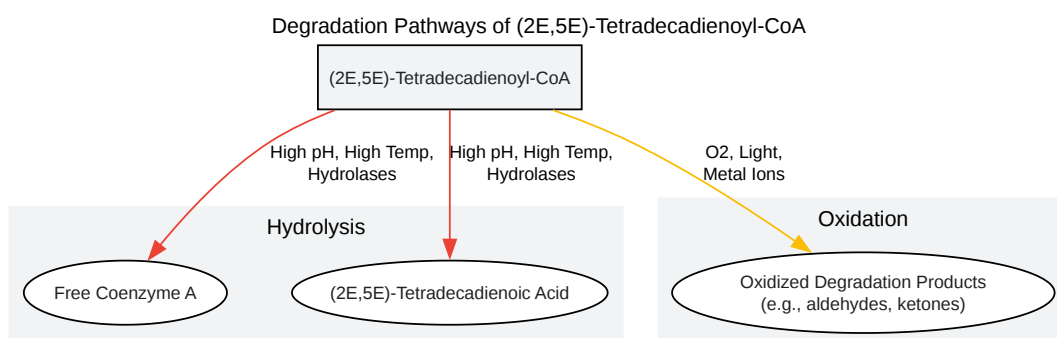 Degradation Pathways of (2E,5E)-Tetradecadienoyl-CoA
(2E,5E)-Tetradecadienoyl-CoA
High pH, High Temp,
Hydrolases
High pH, High Temp,
Hydrolases
O2, Light,
Metal Ions
Hydrolysis
Oxidation
Free Coenzyme A
(2E,5E)-Tetradecadienoic Acid
Oxidized Degradation Products
(e.g., aldehydes, ketones)